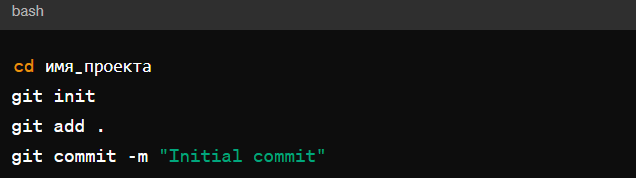 bash
cd имя_проекта
git init
git add .
git commit -m "Initial commit"